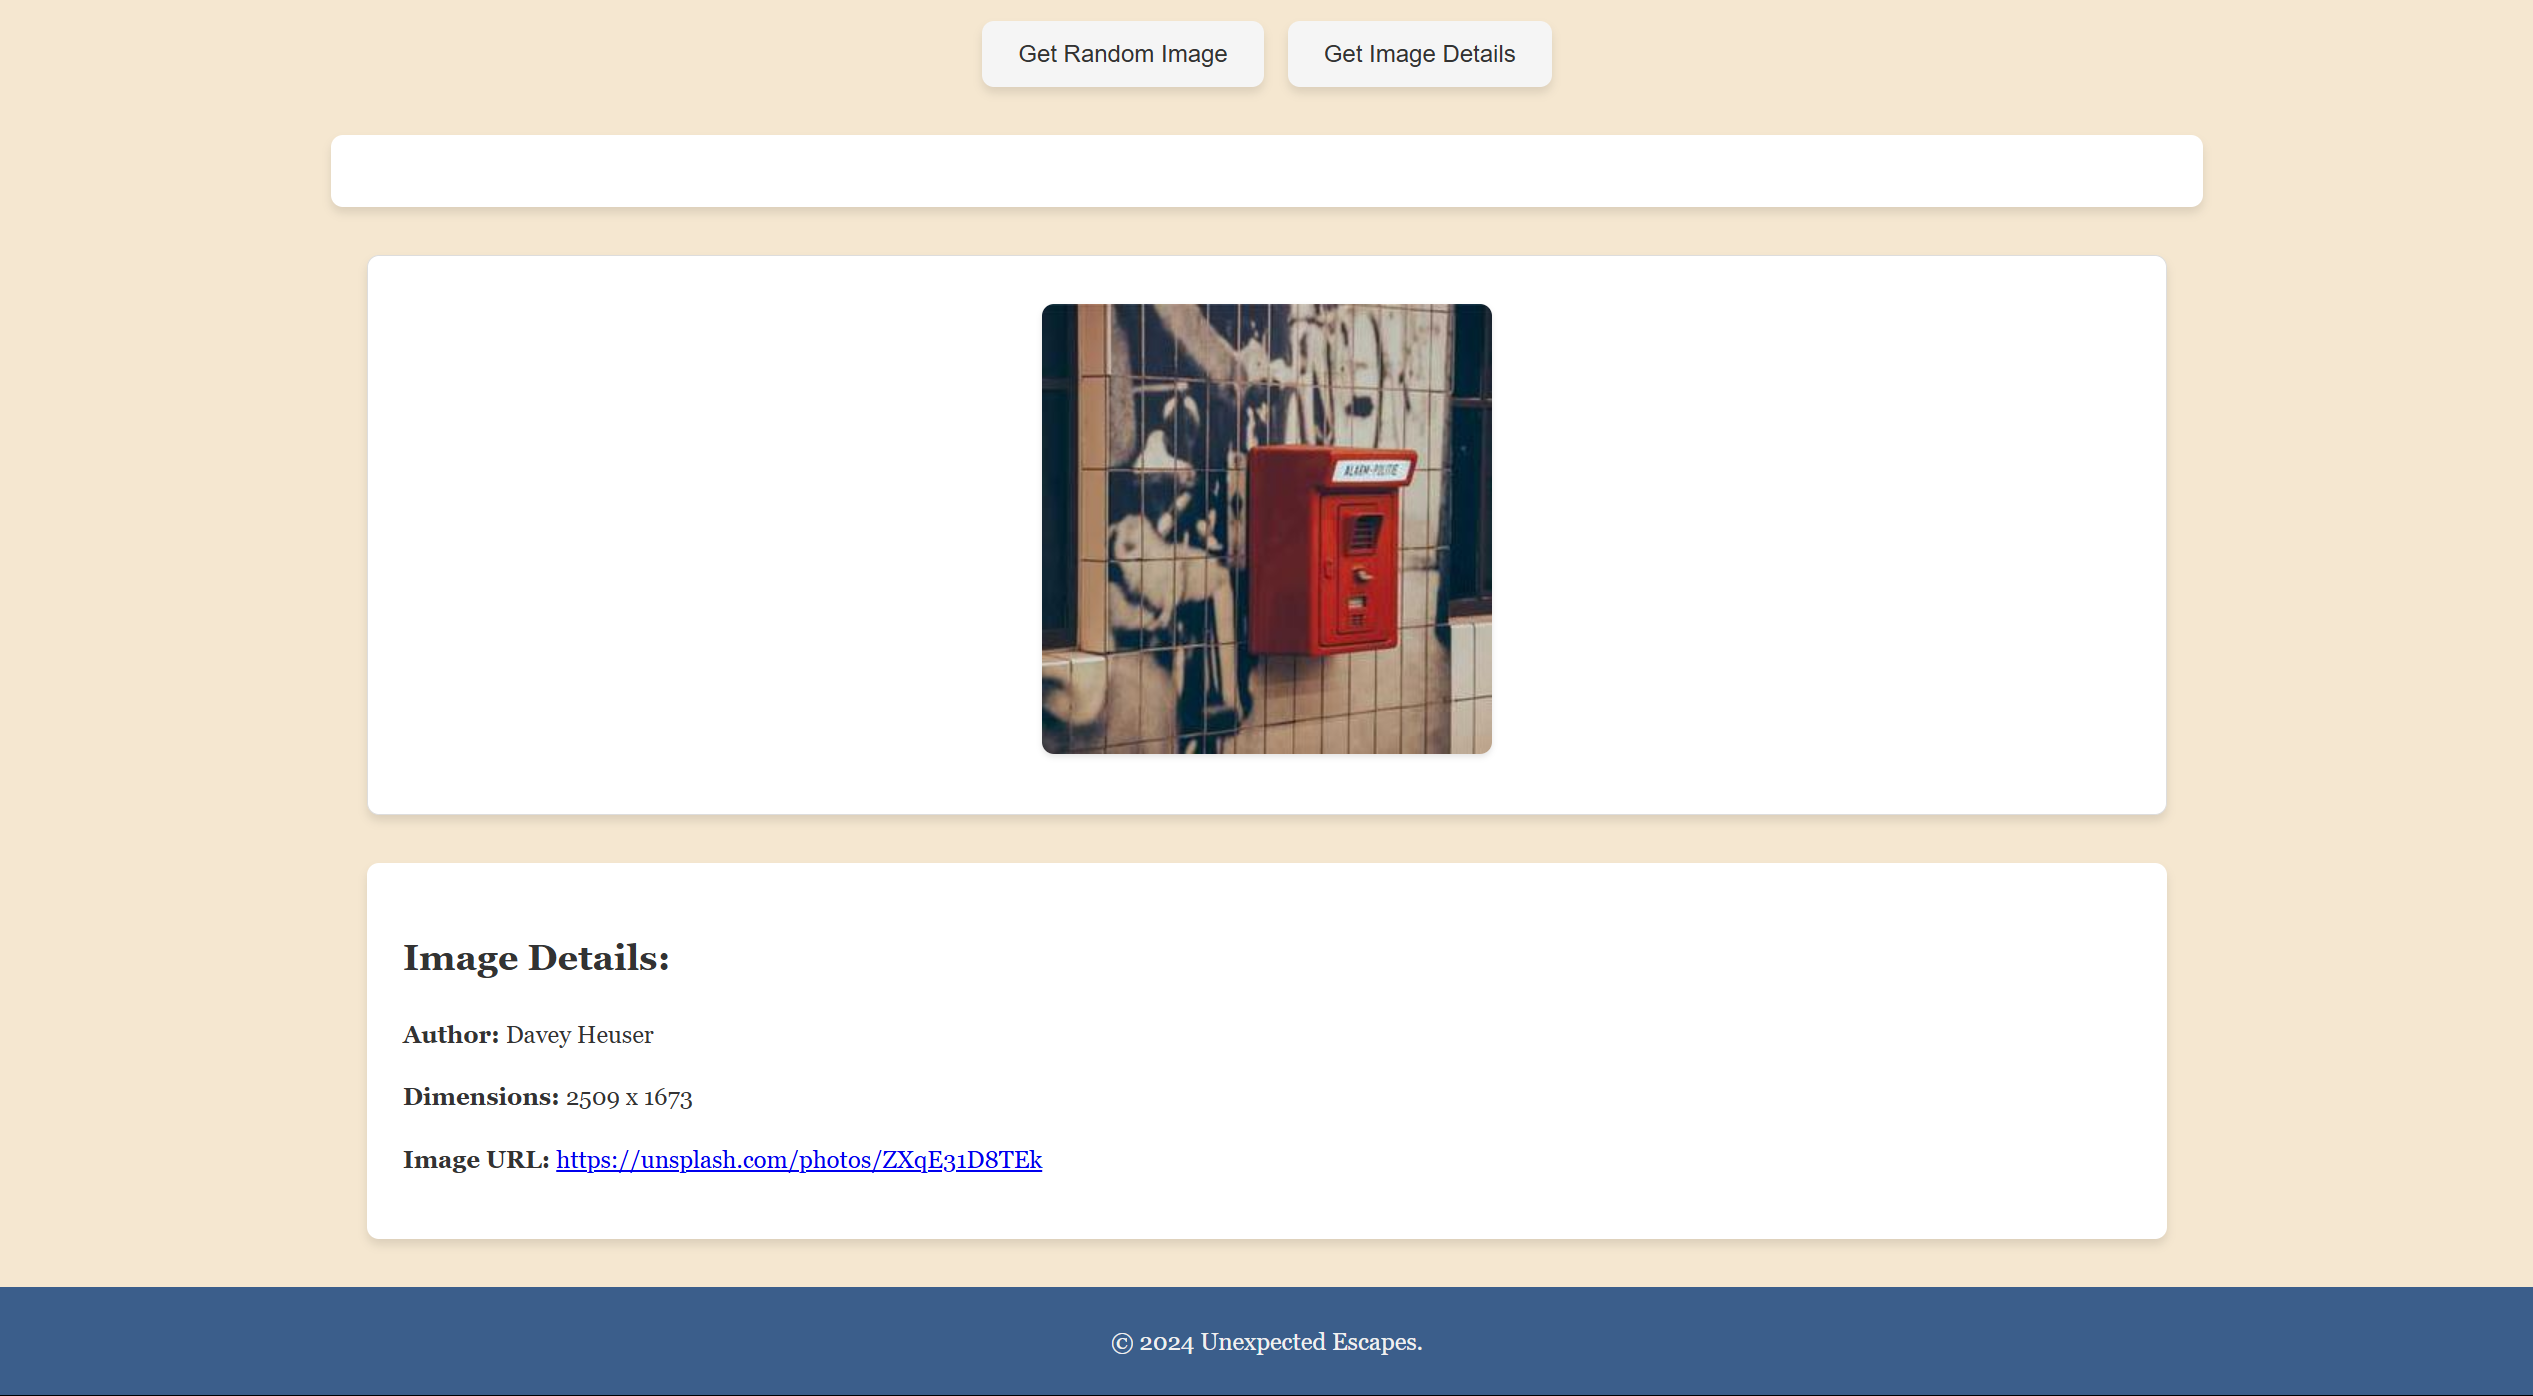 Get Random Image
Get Image Details
ALARM-POLITIE
Image Details:
Author: Davey Heuser
Dimensions: 2509 x 1673
Image URL: https://unsplash.com/photos/ZXqE31D8TEk
© 2024 Unexpected Escapes.